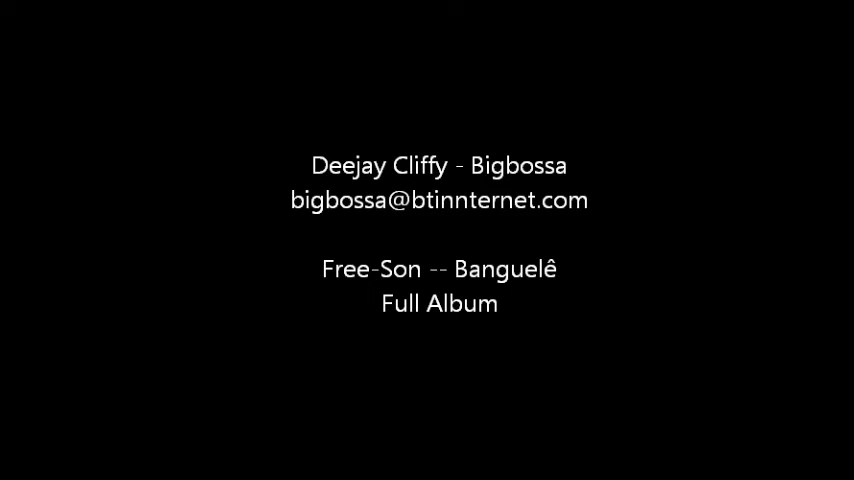 Deejay Cliffy - Bigbossa
bigbossa@btinnternet.com
Free-Son -- Banguelê
Full Album